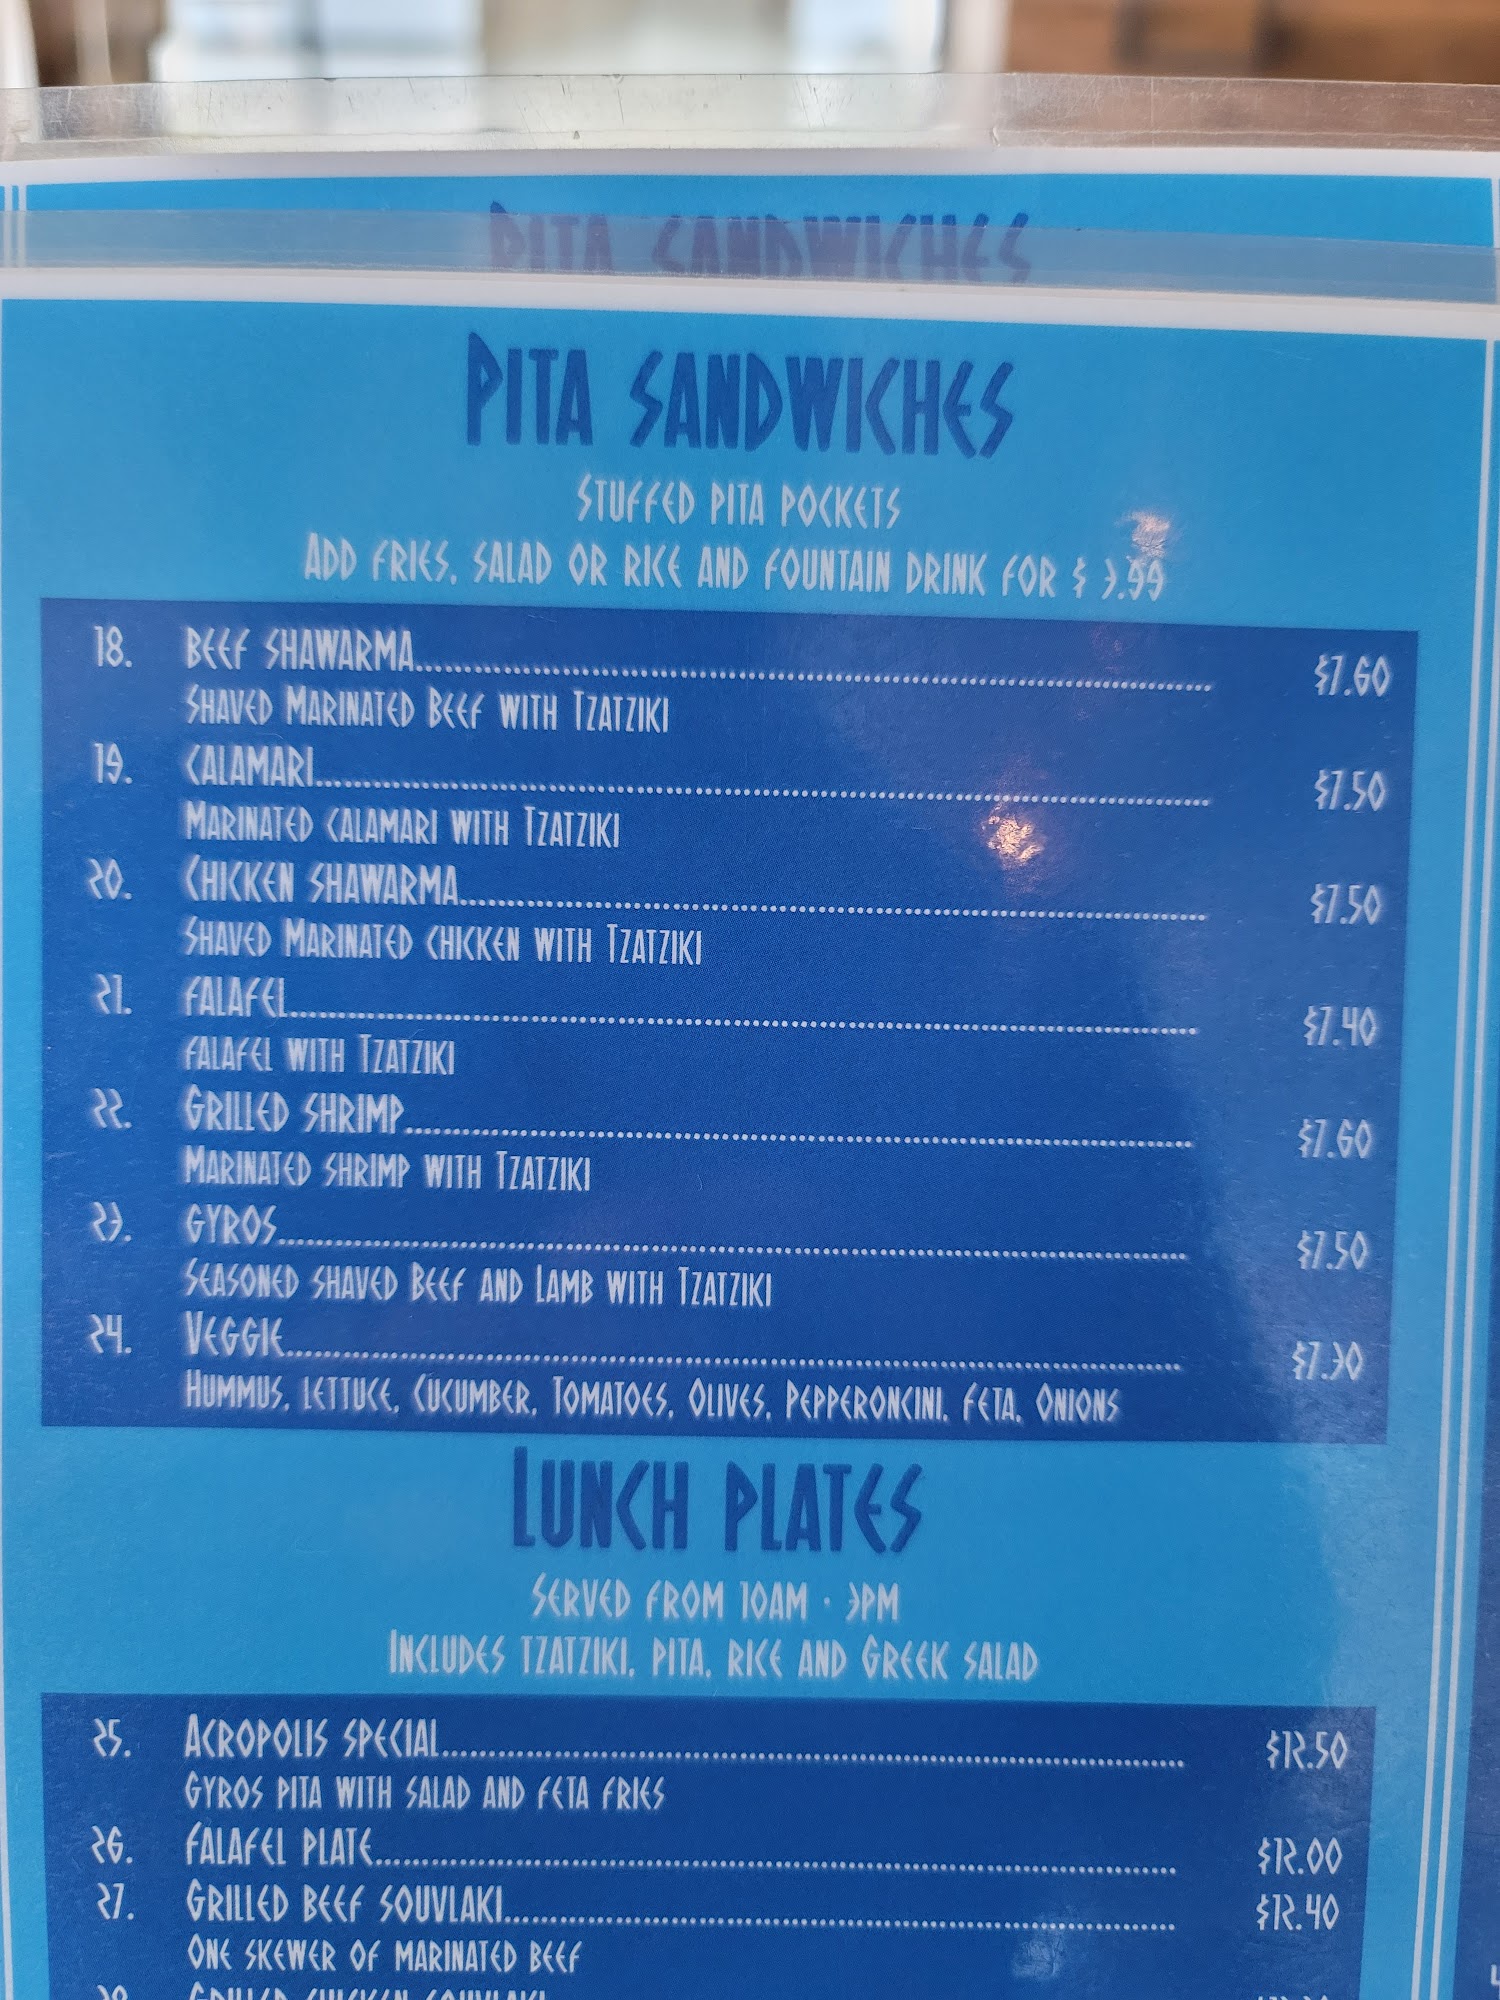 PITA SANDWICHES
PITA SANDWICHES
STUFFED PITA POCKETS
ADD FRIES, SALAD OR RICE AND FOUNTAIN DRINK FOR $ 3.99
18. BEEF SHAWARMA $7.60
SHAVED MARINATED BEEF WITH TZATZIKI
19. CALAMARI $7.50
MARINATED CALAMARI WITH TZATZIKI
20. CHICKEN SHAWARMA $7.50
SHAVED MARINATED CHICKEN WITH TZATZIKI
21. FALAFEL $7.40
FALAFEL WITH TZATZIKI
22. GRILLED SHRIMP $7.60
MARINATED SHRIMP WITH TZATZIKI
23. GYROS $7.50
SEASONED SHAVED BEEF AND LAMB WITH TZATZIKI
24. VEGGIE $7.30
HUMMUS, LETTUCE, CUCUMBER, TOMATOES, OLIVES, PEPPERONCINI, FETA, ONIONS
LUNCH PLATES
SERVED FROM 10AM - 3PM
INCLUDES TZATZIKI, PITA, RICE AND GREEK SALAD
25. ACROPOLIS SPECIAL $12.50
GYROS PITA WITH SALAD AND FETA FRIES
26. FALAFEL PLATE $12.00
27. GRILLED BEEF SOUVLAKI $12.40
ONE SKEWER OF MARINATED BEEF
28. GRILLED CHICKEN SOUVLAKI